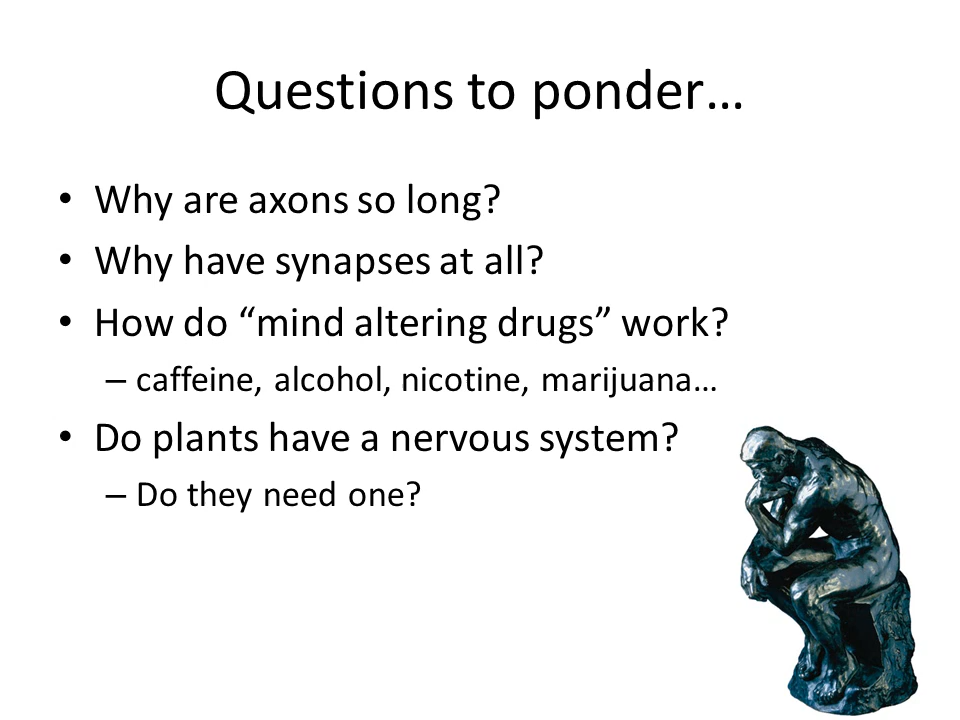 Questions to ponder…
• Why are axons so long?
• Why have synapses at all?
• How do “mind altering drugs” work?
– caffeine, alcohol, nicotine, marijuana…
• Do plants have a nervous system?
– Do they need one?